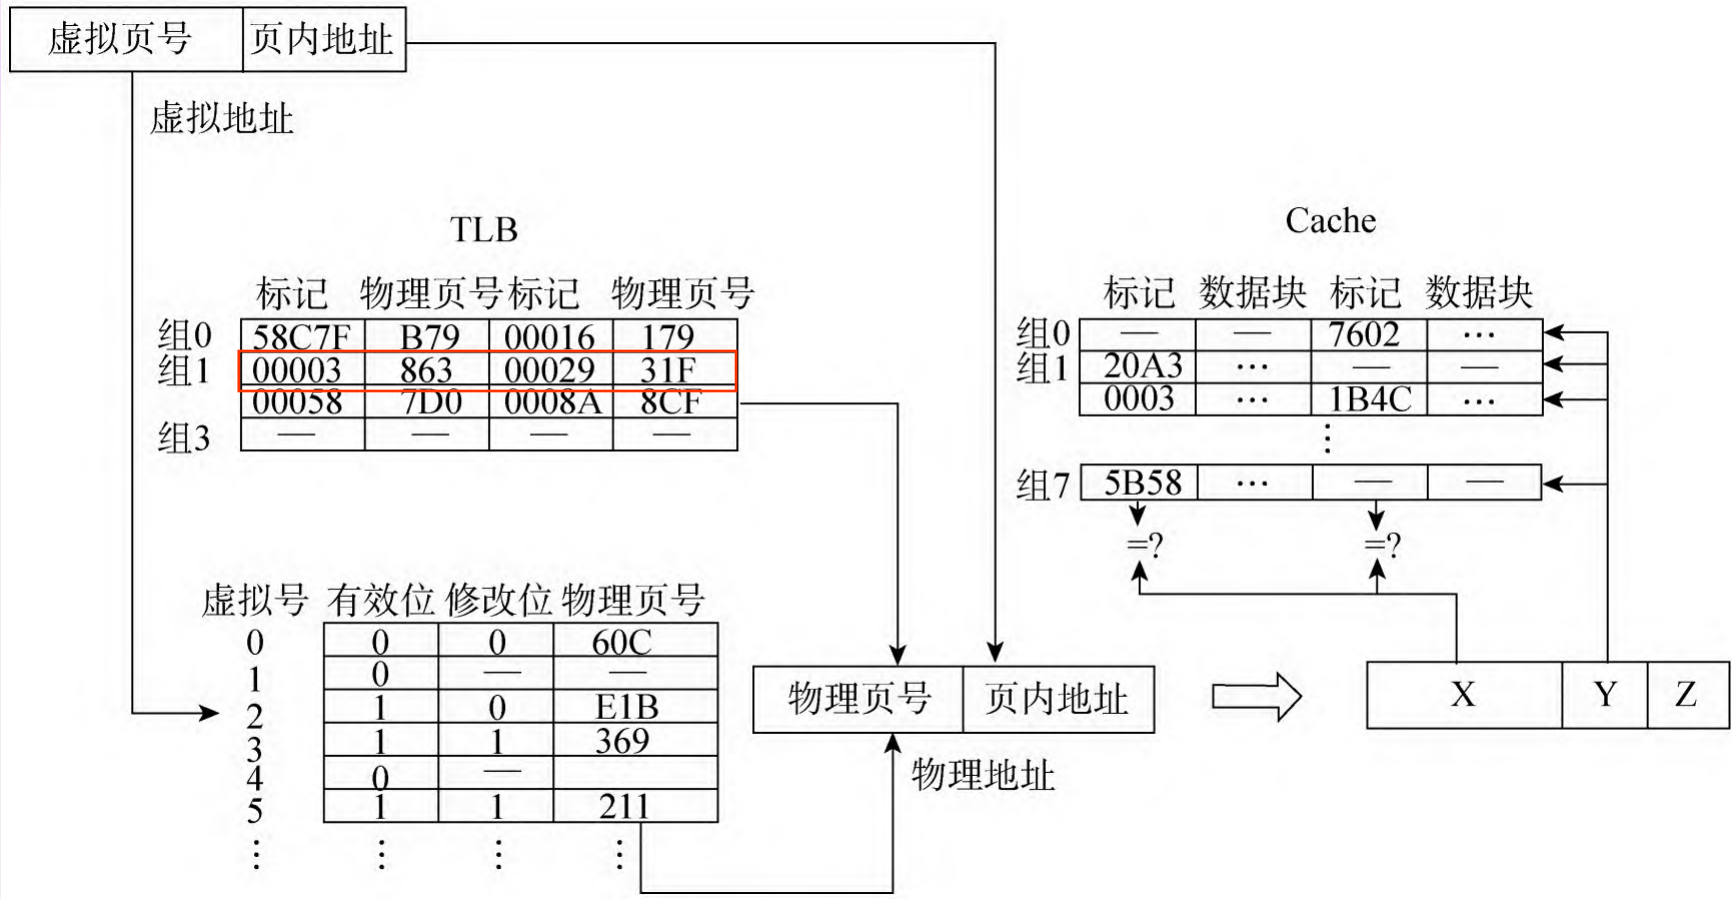 虚拟页号 页内地址
虚拟地址
TLB
标记 物理页号 标记 物理页号
组0 58C7F B79 00016 179
组1 00003 863 00029 31F
00058 7D0 0008A 8CF
组3 — — — —
Cache
标记 数据块 标记 数据块
组0 — — 7602 …
组1 20A3 … — —
0003 … 1B4C …
⋮
组7 5B58 … — —
=? =?
虚拟号 有效位 修改位 物理页号
0 0 0 60C
1 0 — —
2 1 0 E1B
3 1 1 369
4 0 —
5 1 1 211
⋮ ⋮ ⋮ ⋮
物理页号 页内地址
物理地址
X Y Z